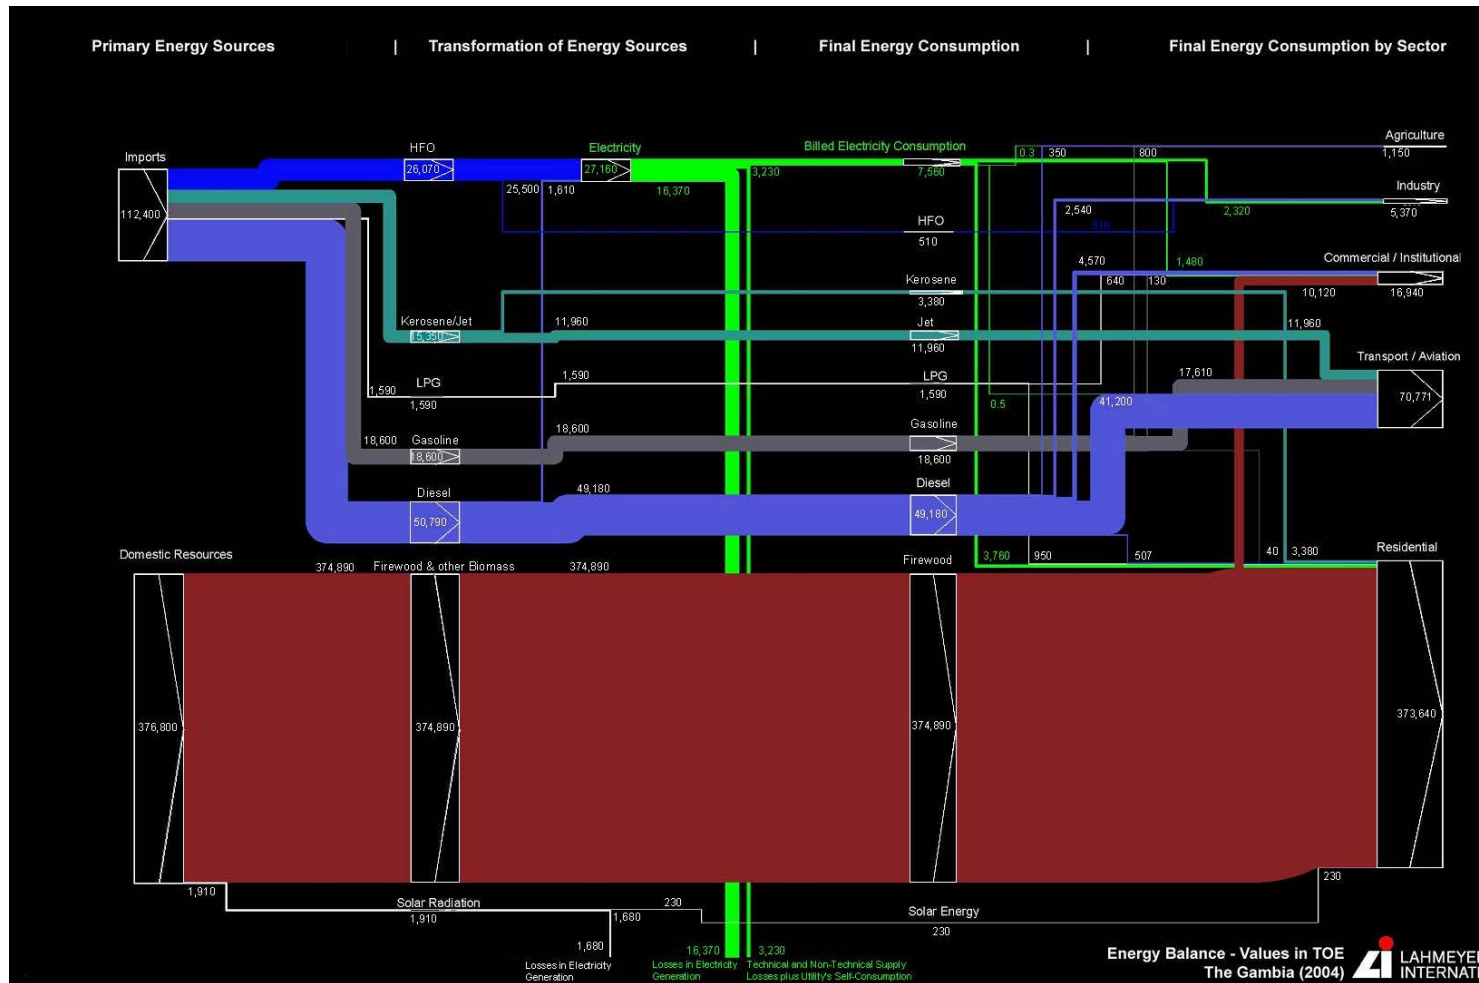 Primary Energy Sources | Transformation of Energy Sources | Final Energy Consumption | Final Energy Consumption by Sector
Agriculture
HFO
Electricity
Billed Electricity Consumption
0.3
350
800
1,150
Imports
26,070
27,160
3,230
7,560
25,500
1,610
16,370
Industry
112,400
2,540
2,320
5,370
HFO
510
510
Commercial / Institutional
4,570
1,480
Kerosene
640
130
10,120
16,940
3,380
Kerosene/Jet
11,960
Jet
11,960
15,390
11,960
Transport / Aviation
LPG
1,590
LPG
17,610
1,590
1,590
1,590
0.5
41,200
70,771
18,600
Gasoline
18,600
Gasoline
18,600
18,600
Diesel
49,180
Diesel
50,790
49,180
Domestic Resources
Firewood
3,760
950
507
40
3,380
Residential
374,890
Firewood & other Biomass
374,890
376,800
374,890
374,890
373,640
1,910
230
Solar Radiation
230
Solar Energy
1,910
1,680
230
1,680
16,370
3,230
Losses in Electricity
Generation
Losses in Electricity
Generation
Technical and Non-Technical Supply
Losses plus Utility's Self-Consumption
Energy Balance - Values in TOE
The Gambia (2004)
LAHMEYER
INTERNATI